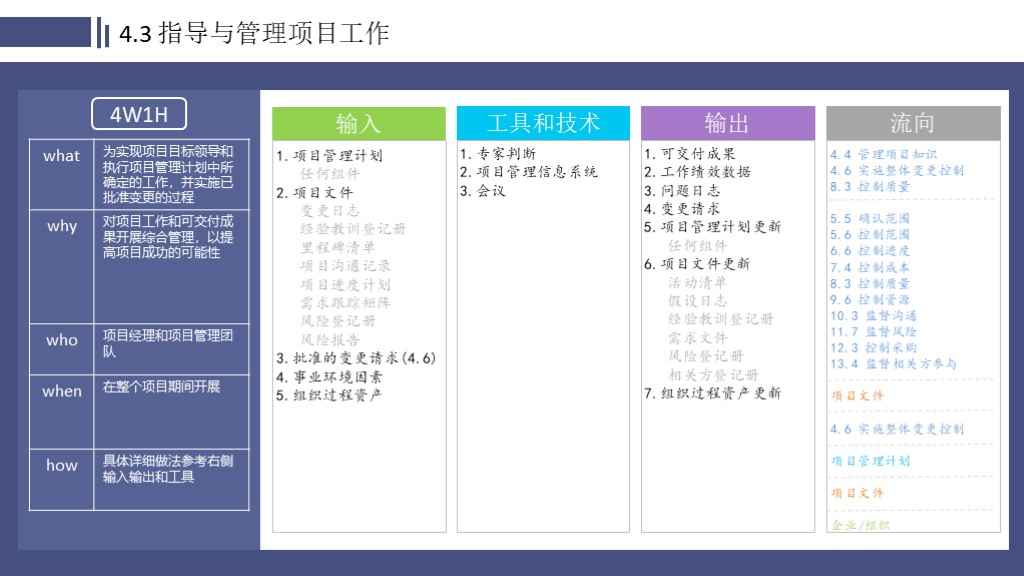 4.3 指导与管理项目工作
4W1H
what
为实现项目目标领导和
执行项目管理计划中所
确定的工作，并实施已
批准变更的过程
why
对项目工作和可交付成
果开展综合管理，以提
高项目成功的可能性
who
项目经理和项目管理团
队
when
在整个项目期间开展
how
具体详细做法参考右侧
输入输出和工具
输入
1.项目管理计划
任何组件
2.项目文件
变更日志
经验教训登记册
里程碑清单
项目沟通记录
项目进度计划
需求跟踪矩阵
风险登记册
风险报告
3.批准的变更请求(4.6)
4.事业环境因素
5.组织过程资产
工具和技术
1.专家判断
2.项目管理信息系统
3.会议
输出
1.可交付成果
2.工作绩效数据
3.问题日志
4.变更请求
5.项目管理计划更新
任何组件
6.项目文件更新
活动清单
假设日志
经验教训登记册
需求文件
风险登记册
相关方登记册
7.组织过程资产更新
流向
4.4 管理项目知识
4.6 实施整体变更控制
8.3 控制质量
5.5 确认范围
5.6 控制范围
6.6 控制进度
7.4 控制成本
8.3 控制质量
9.6 控制资源
10.3 监督沟通
11.7 监督风险
12.3 控制采购
13.4 监督相关方参与
项目文件
4.6 实施整体变更控制
项目管理计划
项目文件
企业/组织